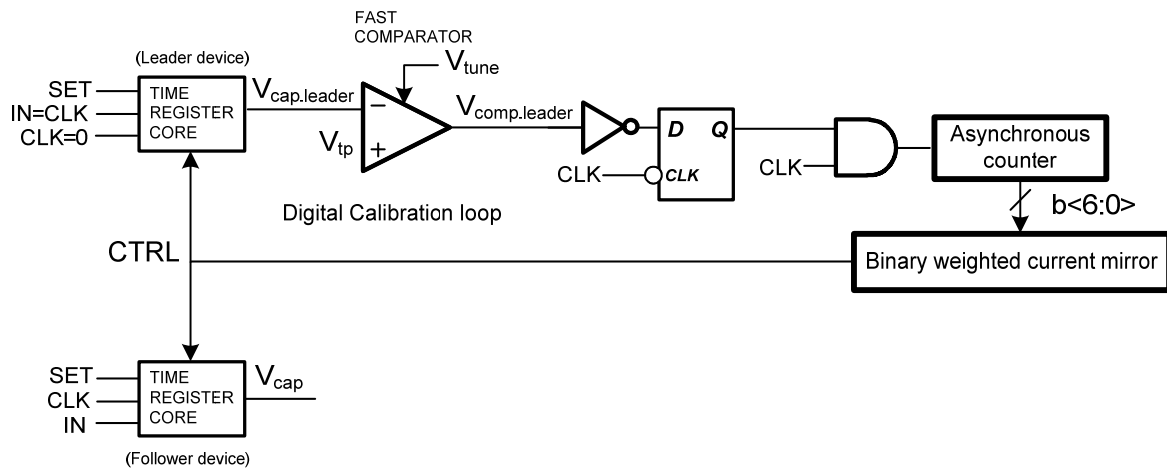 FAST
COMPARATOR
V_tune
(Leader device)
SET
IN=CLK
CLK=0
TIME
REGISTER
CORE
V_cap.leader
−
V_tp
+
V_comp.leader
D
Q
CLK
CLK
CLK
Asynchronous
counter
b<6:0>
Digital Calibration loop
CTRL
Binary weighted current mirror
SET
CLK
IN
TIME
REGISTER
CORE
V_cap
(Follower device)